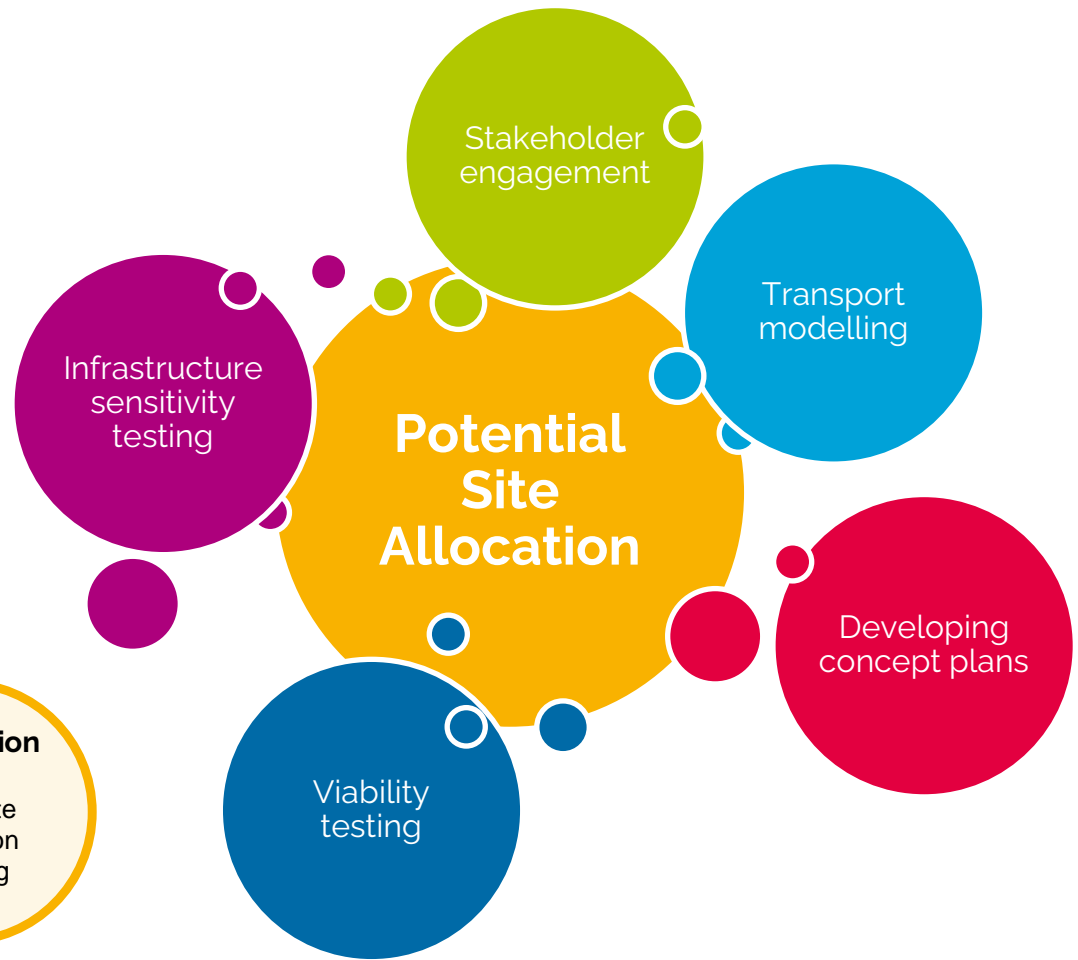 Stakeholder
engagement
Transport
modelling
Infrastructure
sensitivity
testing
Potential
Site
Allocation
Developing
concept plans
Viability
testing